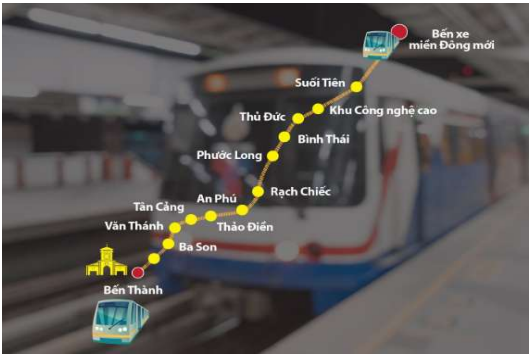 Bến xe
miền Đông mới
Suối Tiên
Khu Công nghệ cao
Thủ Đức
Bình Thái
Phước Long
Rạch Chiếc
An Phú
Tân Cảng
Thảo Điền
Văn Thánh
Ba Son
Bến Thành